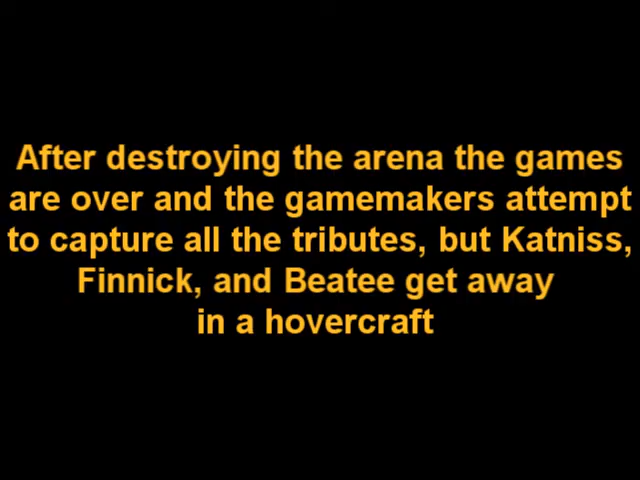 After destroying the arena the games
are over and the gamemakers attempt
to capture all the tributes, but Katniss,
Finnick, and Beatee get away
in a hovercraft